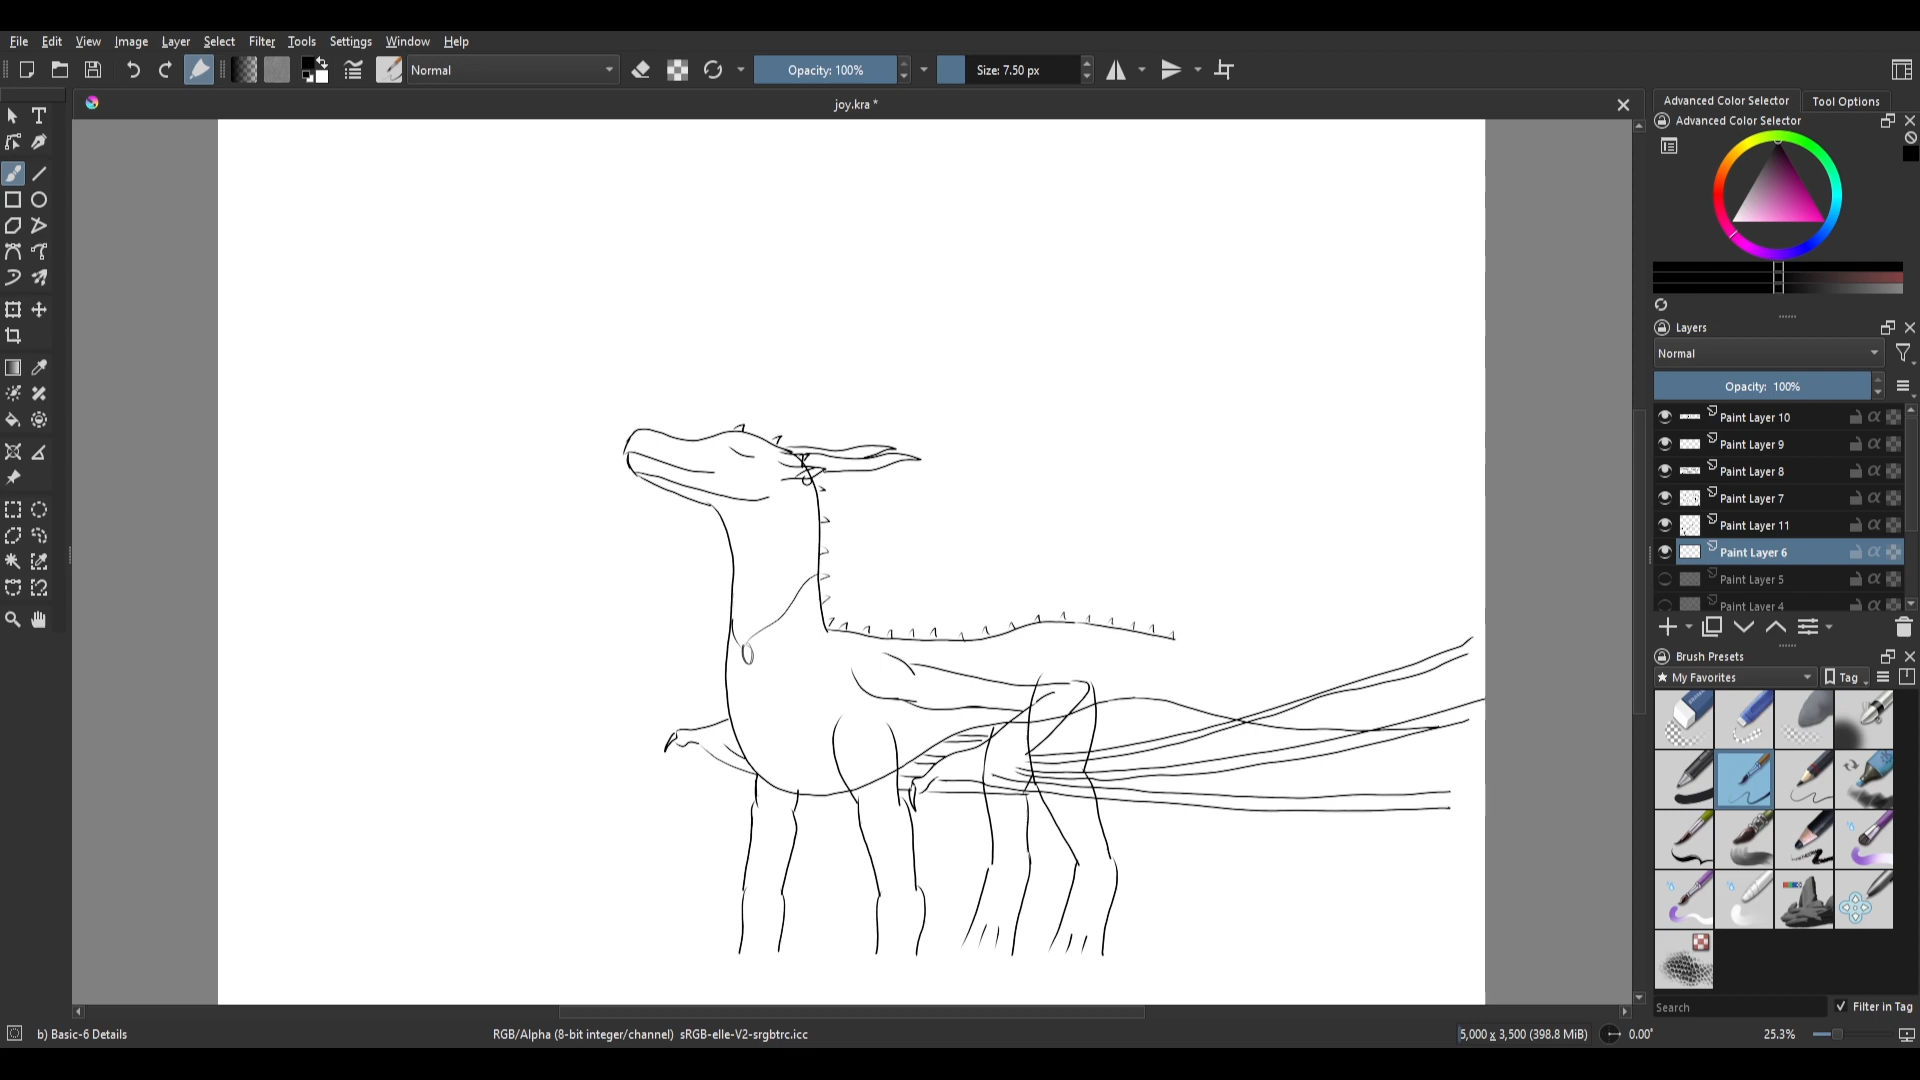 File Edit View Image Layer Select Filter Tools Settings Window Help
Normal Opacity: 100% Size: 7.50 px
joy.kra *
Advanced Color Selector Tool Options
Advanced Color Selector
Layers
Normal
Opacity: 100%
Paint Layer 10
Paint Layer 9
Paint Layer 8
Paint Layer 7
Paint Layer 11
Paint Layer 6
Paint Layer 5
Paint Layer 4
Brush Presets
My Favorites Tag
Search Filter in Tag
b) Basic-6 Details RGB/Alpha (8-bit integer/channel) sRGB-elle-V2-srgbtrc.icc 5,000 x 3,500 (398.8 MiB) 0.00° 25.3%